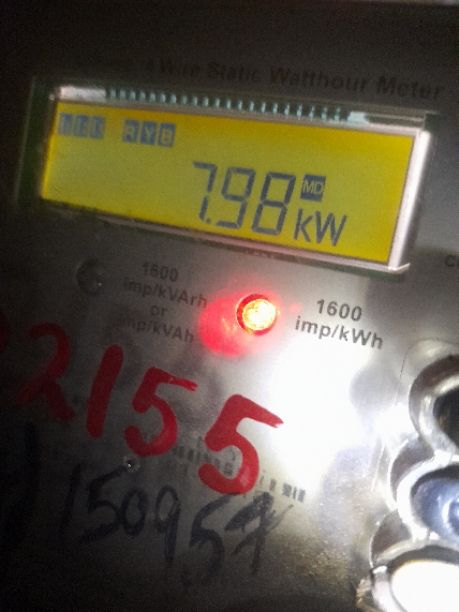 4 Wire Static Watthour Meter
RYB
7.98 MD kW
1600
imp/kVArh
or
imp/kVAh
1600
imp/kWh
2155